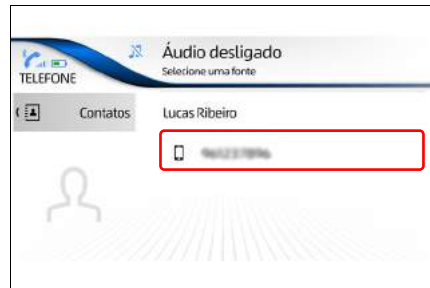 Áudio desligado
Selecione uma fonte
TELEFONE
Contatos
Lucas Ribeiro